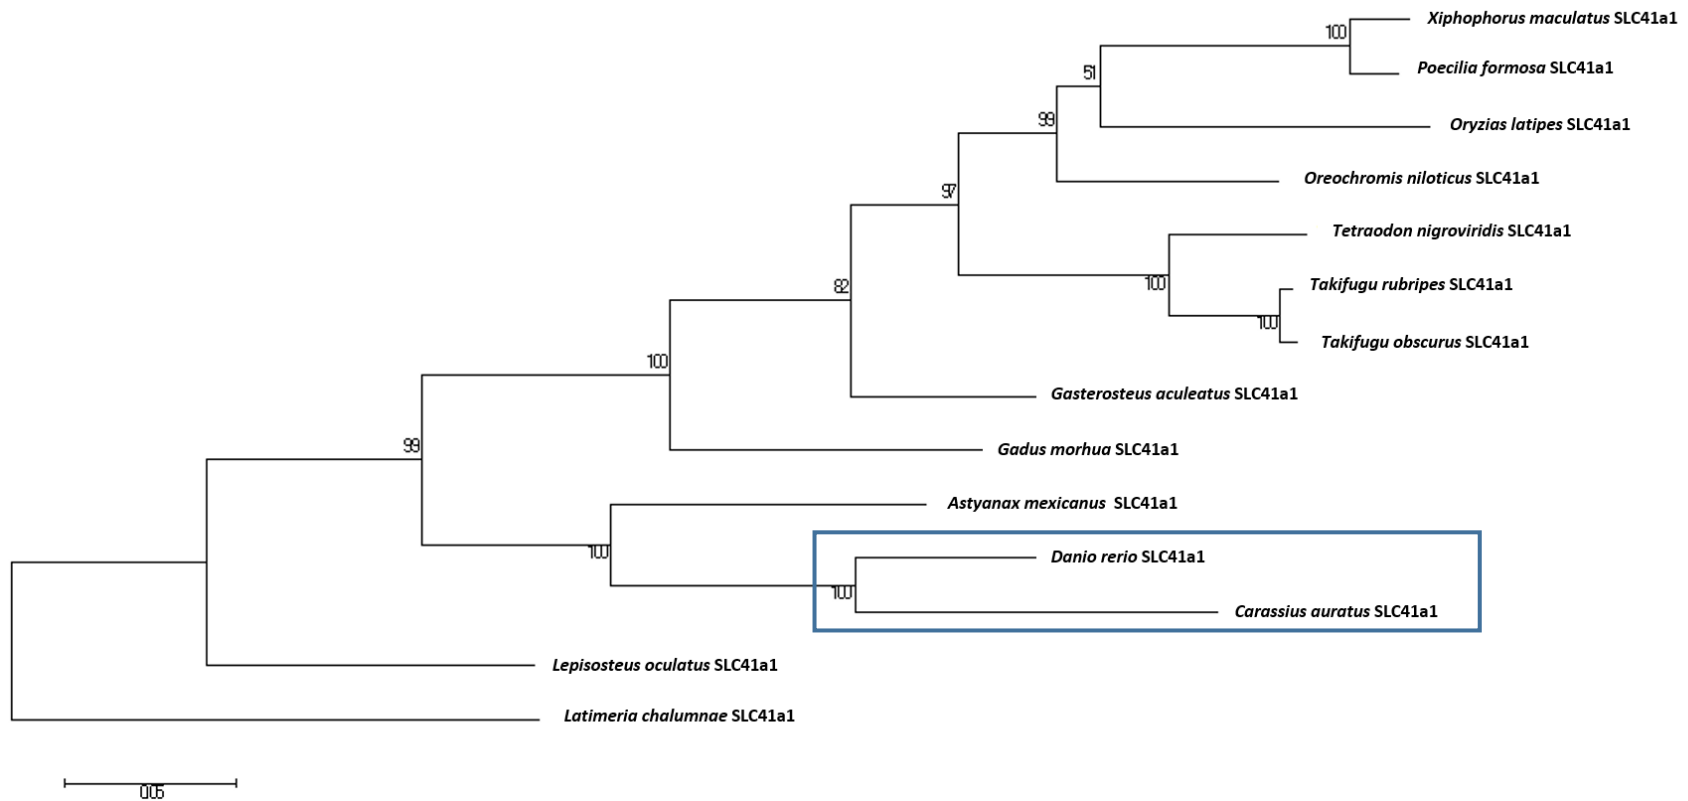 Xiphophorus maculatus SLC41a1
100
Poecilia formosa SLC41a1
51
99
Oryzias latipes SLC41a1
Oreochromis niloticus SLC41a1
97
Tetraodon nigroviridis SLC41a1
100
Takifugu rubripes SLC41a1
82
100
Takifugu obscurus SLC41a1
100
Gasterosteus aculeatus SLC41a1
99
Gadus morhua SLC41a1
Astyanax mexicanus SLC41a1
100
Danio rerio SLC41a1
100
Carassius auratus SLC41a1
Lepisosteus oculatus SLC41a1
Latimeria chalumnae SLC41a1
0.05